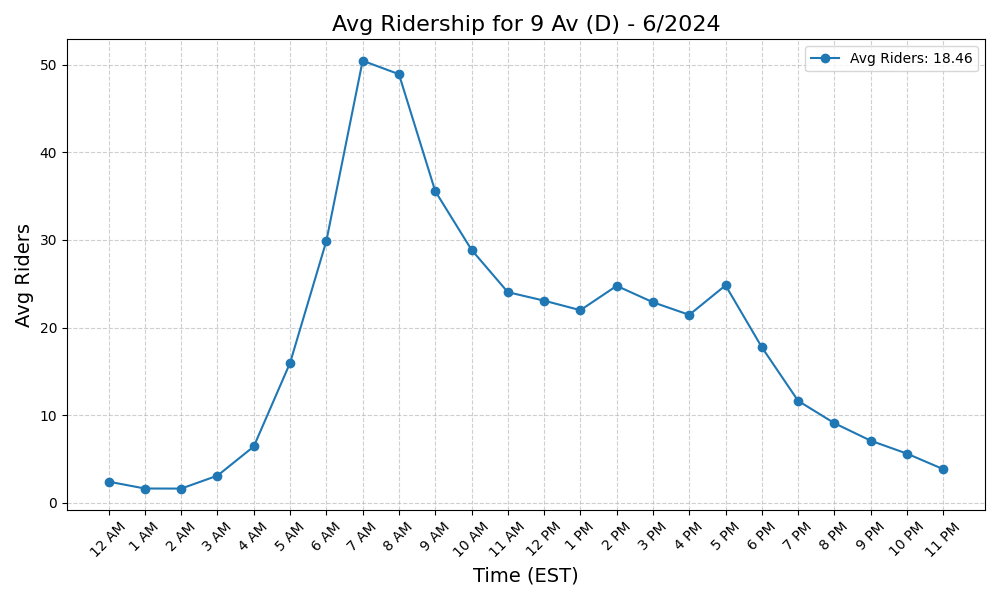 Avg Ridership for 9 Av (D) - 6/2024
Avg Riders: 18.46
Avg Riders
50
40
30
20
10
0
12 AM
1 AM
2 AM
3 AM
4 AM
5 AM
6 AM
7 AM
8 AM
9 AM
10 AM
11 AM
12 PM
1 PM
2 PM
3 PM
4 PM
5 PM
6 PM
7 PM
8 PM
9 PM
10 PM
11 PM
Time (EST)